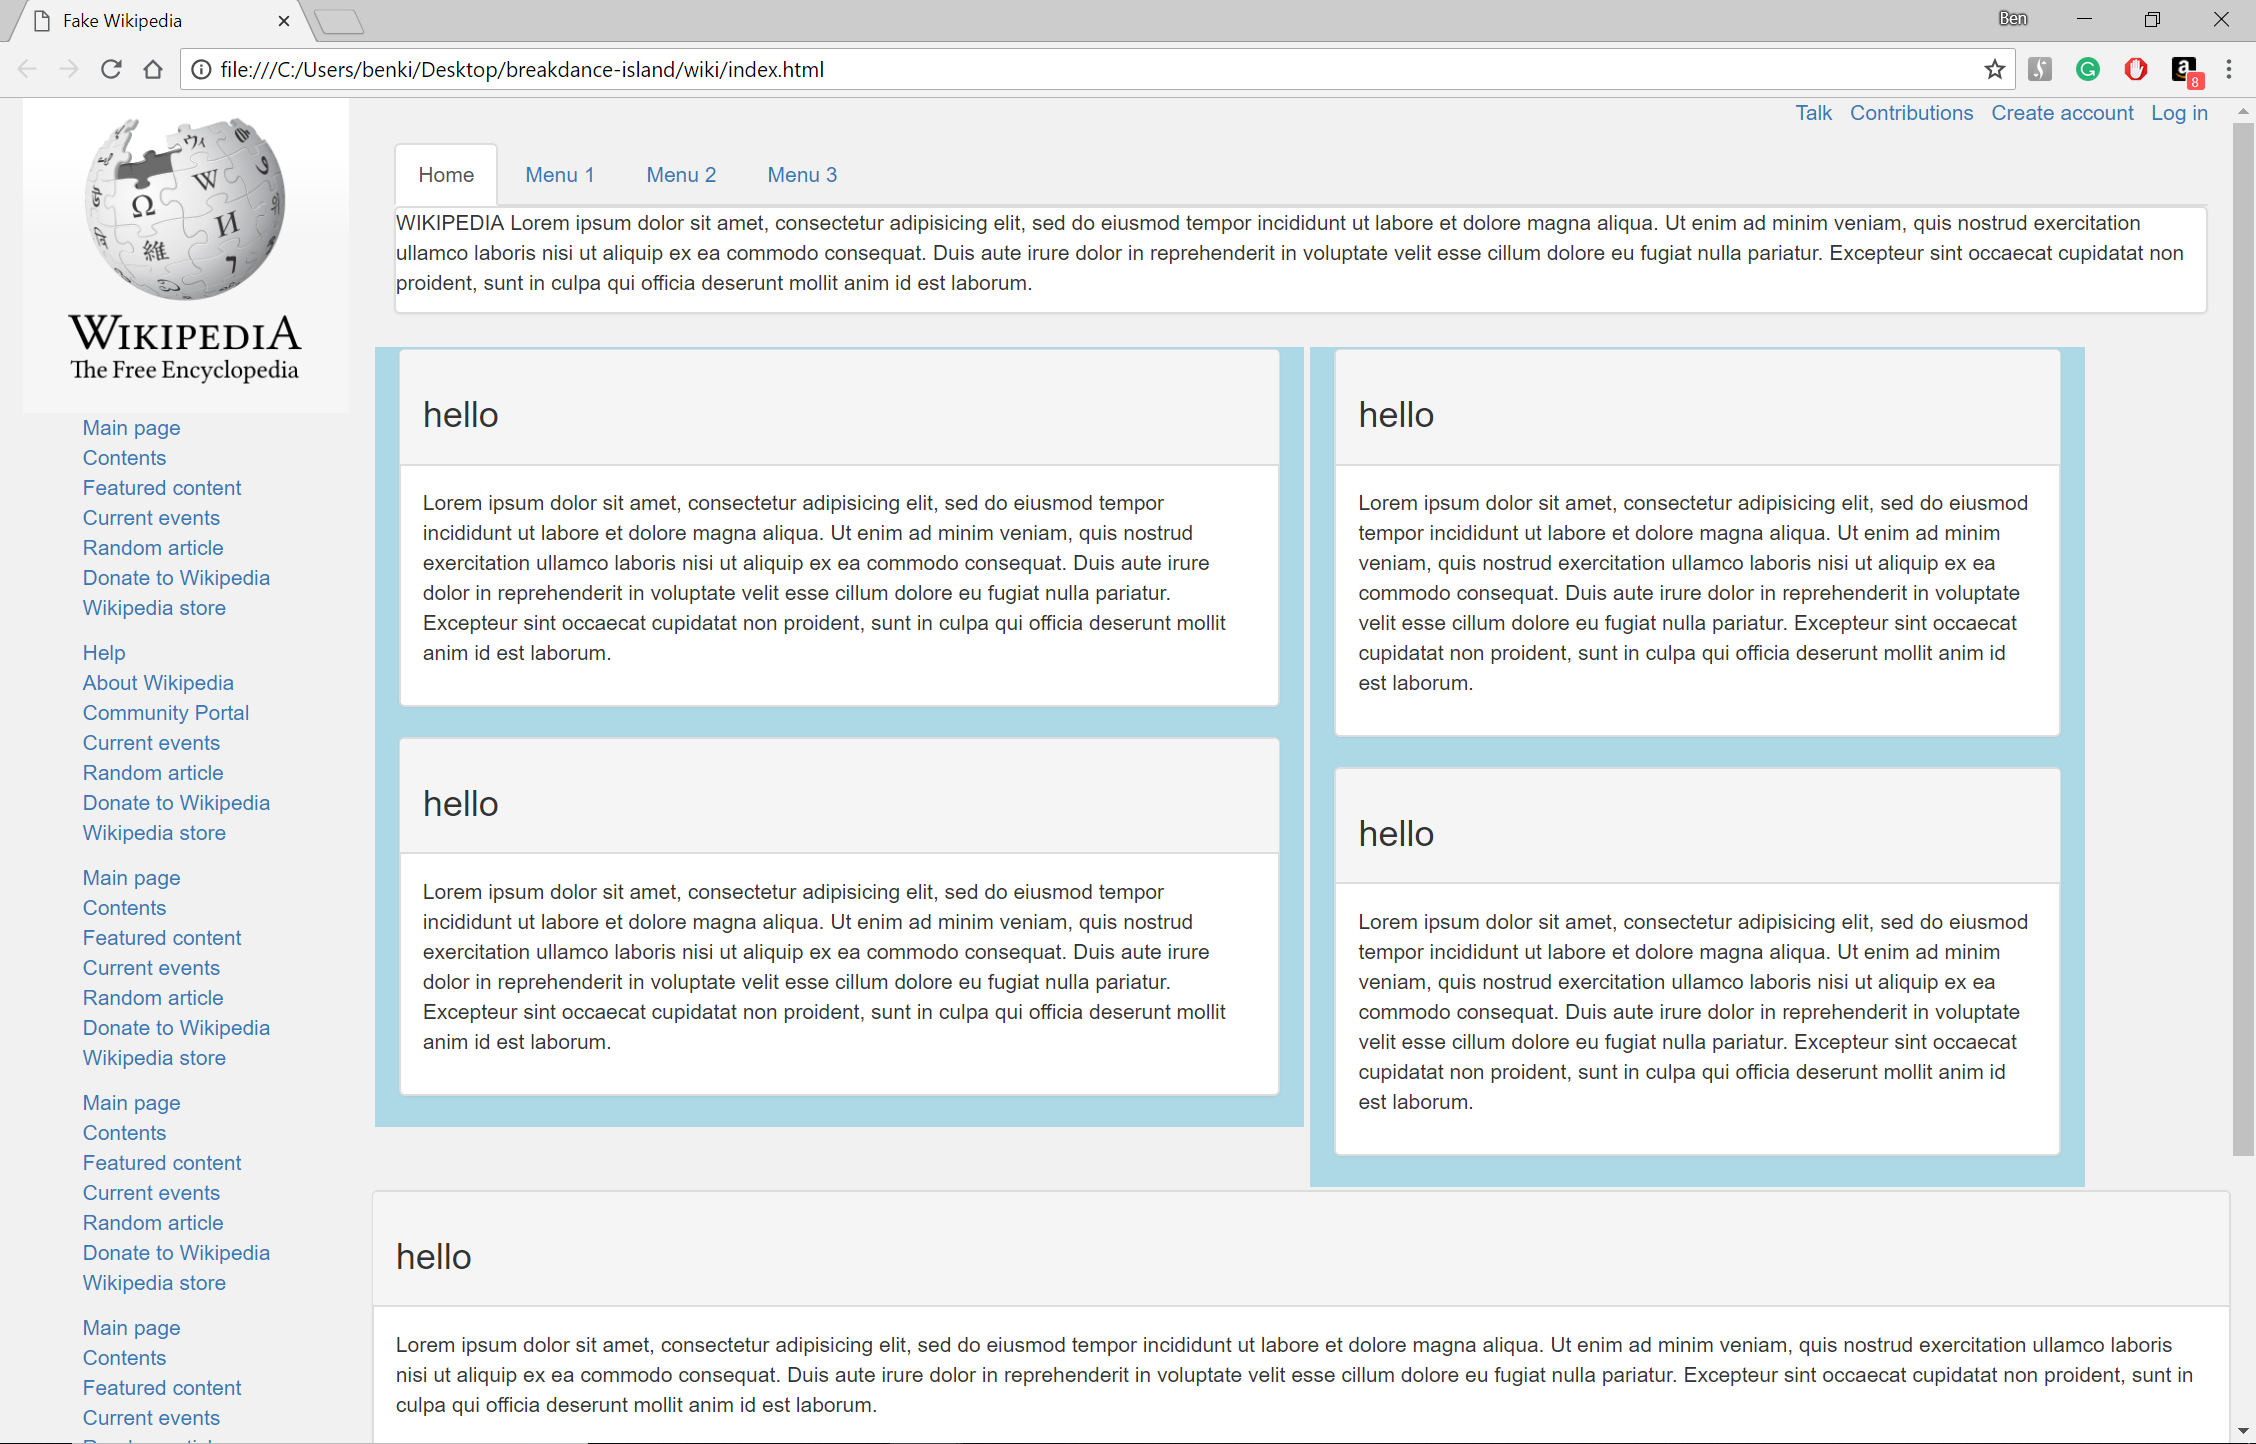 Fake Wikipedia
Ben
file:///C:/Users/benki/Desktop/breakdance-island/wiki/index.html
8
Talk Contributions Create account Log in
Ω W И 維 ו
WIKIPEDIA
The Free Encyclopedia
Main page
Contents
Featured content
Current events
Random article
Donate to Wikipedia
Wikipedia store
Help
About Wikipedia
Community Portal
Current events
Random article
Donate to Wikipedia
Wikipedia store
Main page
Contents
Featured content
Current events
Random article
Donate to Wikipedia
Wikipedia store
Main page
Contents
Featured content
Current events
Random article
Donate to Wikipedia
Wikipedia store
Main page
Contents
Featured content
Current events
Home Menu 1 Menu 2 Menu 3
WIKIPEDIA Lorem ipsum dolor sit amet, consectetur adipisicing elit, sed do eiusmod tempor incididunt ut labore et dolore magna aliqua. Ut enim ad minim veniam, quis nostrud exercitation
ullamco laboris nisi ut aliquip ex ea commodo consequat. Duis aute irure dolor in reprehenderit in voluptate velit esse cillum dolore eu fugiat nulla pariatur. Excepteur sint occaecat cupidatat non
proident, sunt in culpa qui officia deserunt mollit anim id est laborum.
hello
Lorem ipsum dolor sit amet, consectetur adipisicing elit, sed do eiusmod tempor
incididunt ut labore et dolore magna aliqua. Ut enim ad minim veniam, quis nostrud
exercitation ullamco laboris nisi ut aliquip ex ea commodo consequat. Duis aute irure
dolor in reprehenderit in voluptate velit esse cillum dolore eu fugiat nulla pariatur.
Excepteur sint occaecat cupidatat non proident, sunt in culpa qui officia deserunt mollit
anim id est laborum.
hello
Lorem ipsum dolor sit amet, consectetur adipisicing elit, sed do eiusmod tempor
incididunt ut labore et dolore magna aliqua. Ut enim ad minim veniam, quis nostrud
exercitation ullamco laboris nisi ut aliquip ex ea commodo consequat. Duis aute irure
dolor in reprehenderit in voluptate velit esse cillum dolore eu fugiat nulla pariatur.
Excepteur sint occaecat cupidatat non proident, sunt in culpa qui officia deserunt mollit
anim id est laborum.
hello
Lorem ipsum dolor sit amet, consectetur adipisicing elit, sed do eiusmod
tempor incididunt ut labore et dolore magna aliqua. Ut enim ad minim
veniam, quis nostrud exercitation ullamco laboris nisi ut aliquip ex ea
commodo consequat. Duis aute irure dolor in reprehenderit in voluptate
velit esse cillum dolore eu fugiat nulla pariatur. Excepteur sint occaecat
cupidatat non proident, sunt in culpa qui officia deserunt mollit anim id
est laborum.
hello
Lorem ipsum dolor sit amet, consectetur adipisicing elit, sed do eiusmod
tempor incididunt ut labore et dolore magna aliqua. Ut enim ad minim
veniam, quis nostrud exercitation ullamco laboris nisi ut aliquip ex ea
commodo consequat. Duis aute irure dolor in reprehenderit in voluptate
velit esse cillum dolore eu fugiat nulla pariatur. Excepteur sint occaecat
cupidatat non proident, sunt in culpa qui officia deserunt mollit anim id
est laborum.
hello
Lorem ipsum dolor sit amet, consectetur adipisicing elit, sed do eiusmod tempor incididunt ut labore et dolore magna aliqua. Ut enim ad minim veniam, quis nostrud exercitation ullamco laboris
nisi ut aliquip ex ea commodo consequat. Duis aute irure dolor in reprehenderit in voluptate velit esse cillum dolore eu fugiat nulla pariatur. Excepteur sint occaecat cupidatat non proident, sunt in
culpa qui officia deserunt mollit anim id est laborum.